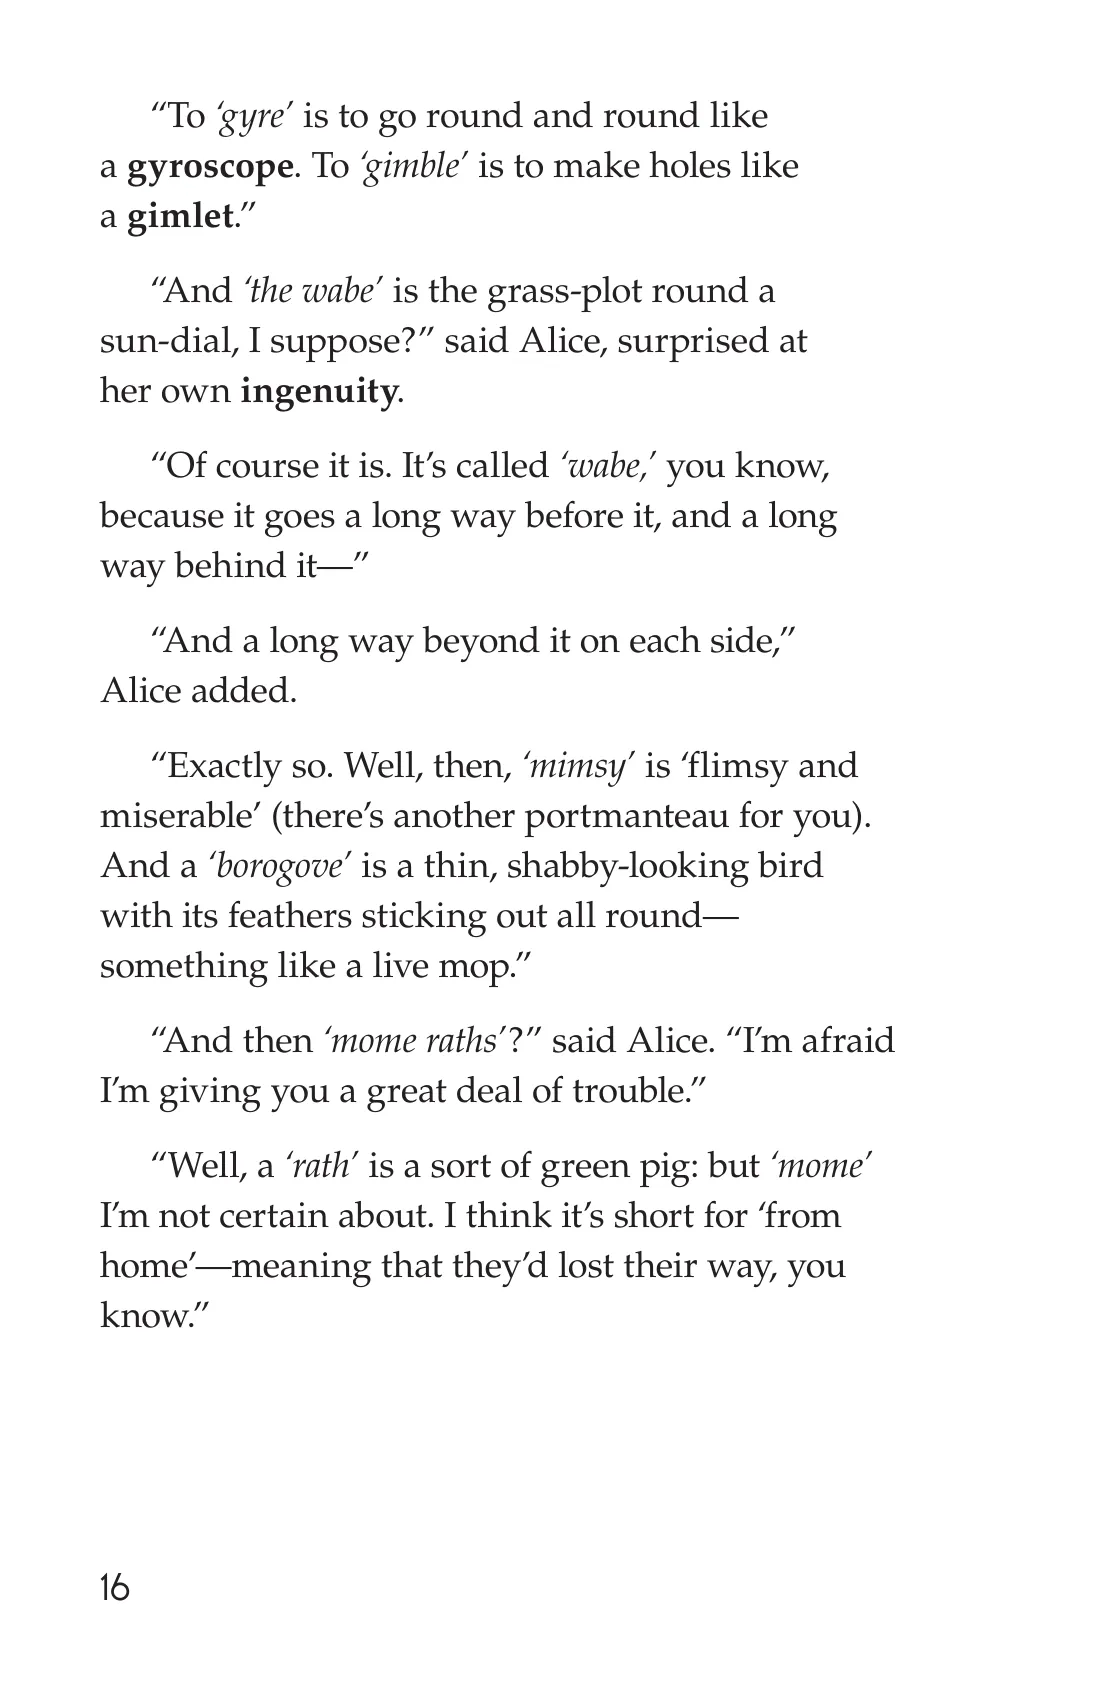 “To ‘gyre’ is to go round and round like
a gyroscope. To ‘gimble’ is to make holes like
a gimlet.”
“And ‘the wabe’ is the grass-plot round a
sun-dial, I suppose?” said Alice, surprised at
her own ingenuity.
“Of course it is. It’s called ‘wabe,’ you know,
because it goes a long way before it, and a long
way behind it—”
“And a long way beyond it on each side,”
Alice added.
“Exactly so. Well, then, ‘mimsy’ is ‘flimsy and
miserable’ (there’s another portmanteau for you).
And a ‘borogove’ is a thin, shabby-looking bird
with its feathers sticking out all round—
something like a live mop.”
“And then ‘mome raths’?” said Alice. “I’m afraid
I’m giving you a great deal of trouble.”
“Well, a ‘rath’ is a sort of green pig: but ‘mome’
I’m not certain about. I think it’s short for ‘from
home’—meaning that they’d lost their way, you
know.”
16